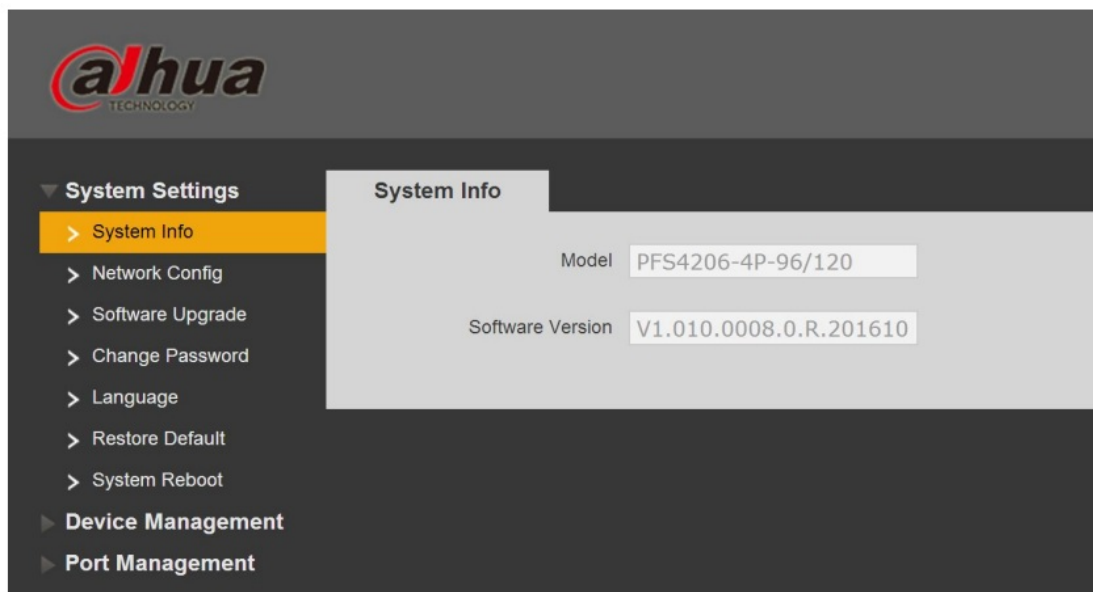 alhua
TECHNOLOGY
System Settings
System Info
Network Config
Software Upgrade
Change Password
Language
Restore Default
System Reboot
Device Management
Port Management
System Info
Model PFS4206-4P-96/120
Software Version V1.010.0008.0.R.201610